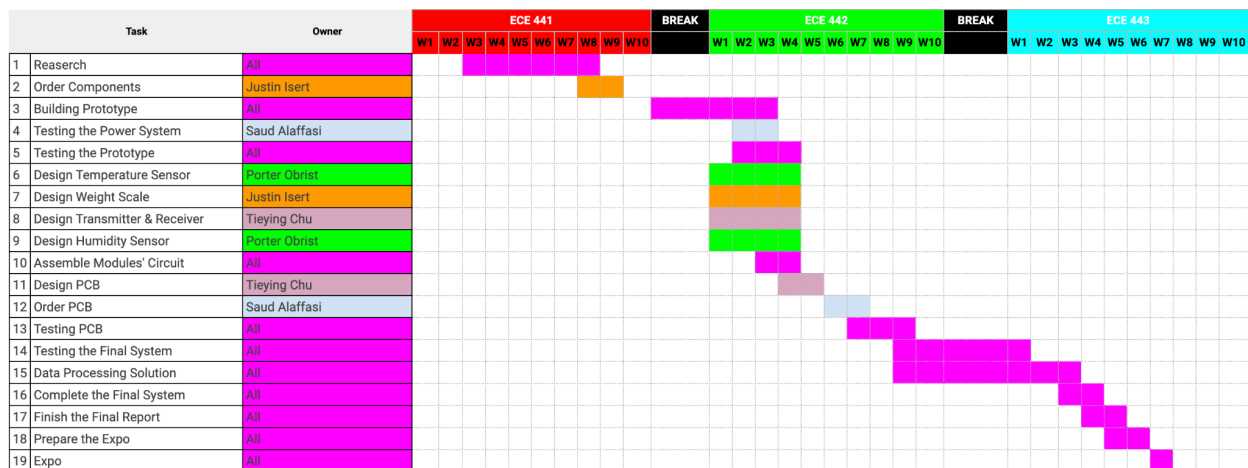 Task Owner ECE 441 BREAK ECE 442 BREAK ECE 443
W1 W2 W3 W4 W5 W6 W7 W8 W9 W10 W1 W2 W3 W4 W5 W6 W7 W8 W9 W10 W1 W2 W3 W4 W5 W6 W7 W8 W9 W10
1 Reaserch All
2 Order Components Justin Isert
3 Building Prototype All
4 Testing the Power System Saud Alaffasi
5 Testing the Prototype All
6 Design Temperature Sensor Porter Obrist
7 Design Weight Scale Justin Isert
8 Design Transmitter & Receiver Tieying Chu
9 Design Humidity Sensor Porter Obrist
10 Assemble Modules' Circuit All
11 Design PCB Tieying Chu
12 Order PCB Saud Alaffasi
13 Testing PCB All
14 Testing the Final System All
15 Data Processing Solution All
16 Complete the Final System All
17 Finish the Final Report All
18 Prepare the Expo All
19 Expo All